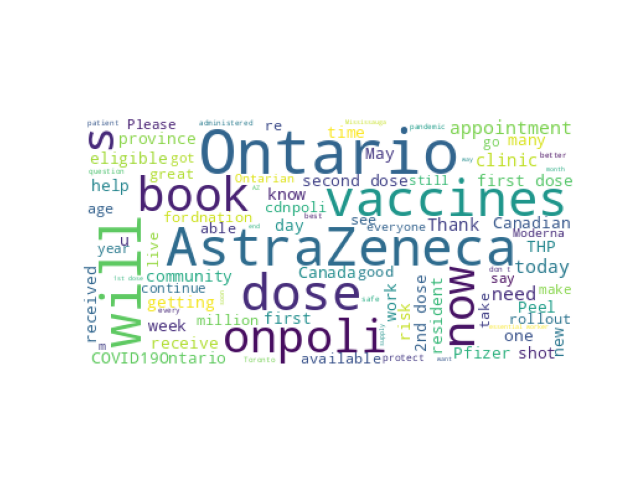 patient
Please
administered
re
Mississauga
time
pandemic
appointment
s
province
Ontario
May
go
many
eligible
got
clinic
better
question
great
Ontarian
AZ
second dose
still
first dose
way
month
help
book
know
vaccines
age
fordnation
best
cdnpoli
see
everyone
Thank
Canadian
Moderna
year
u
able
end
day
will
live
AstraZeneca
THP
today
received
1st dose
community
Canada
good
don t
say
continue
every
soon
dose
safe
work
2nd dose
now
take
need
make
getting
risk
resident
Peel
m
week
million
first
onpoli
supply
essential worker
one
rollout
new
receive
available
protect
want
COVID19Ontario
Toronto
Pfizer
shot